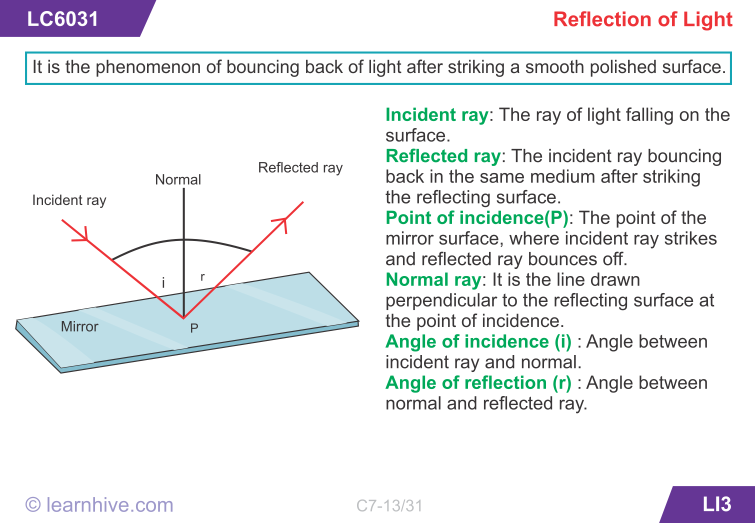 LC6031
Reflection of Light
It is the phenomenon of bouncing back of light after striking a smooth polished surface.
Incident ray
Normal
Reflected ray
i
r
Mirror
P
Incident ray: The ray of light falling on the
surface.
Reflected ray: The incident ray bouncing
back in the same medium after striking
the reflecting surface.
Point of incidence(P): The point of the
mirror surface, where incident ray strikes
and reflected ray bounces off.
Normal ray: It is the line drawn
perpendicular to the reflecting surface at
the point of incidence.
Angle of incidence (i) : Angle between
incident ray and normal.
Angle of reflection (r) : Angle between
normal and reflected ray.
© learnhive.com
C7-13/31
LI3